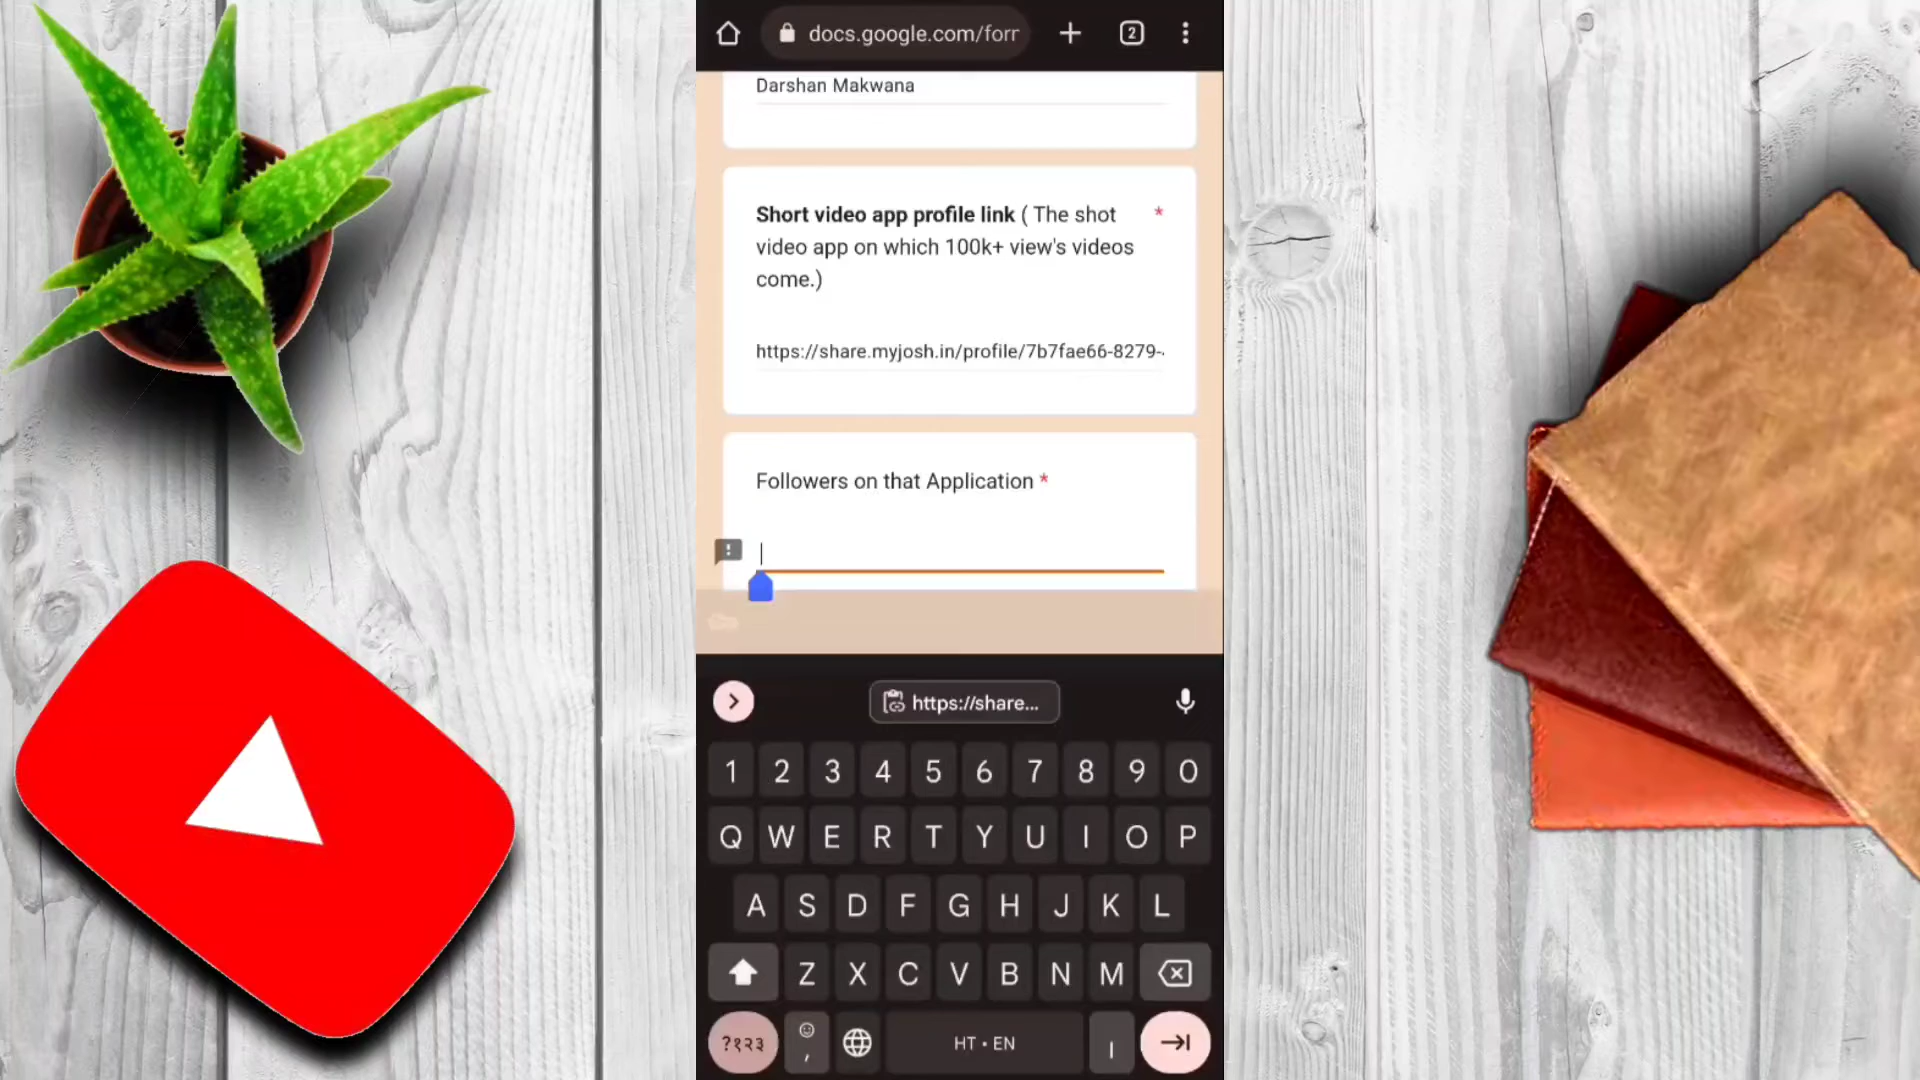 docs.google.com/forr
2
Darshan Makwana
Short video app profile link ( The shot *
video app on which 100k+ view's videos
come.)
https://share.myjosh.in/profile/7b7fae66-8279-
Followers on that Application *
https://share...
1 2 3 4 5 6 7 8 9 0
Q W E R T Y U I O P
A S D F G H J K L
Z X C V B N M
?१२३ , HT • EN |